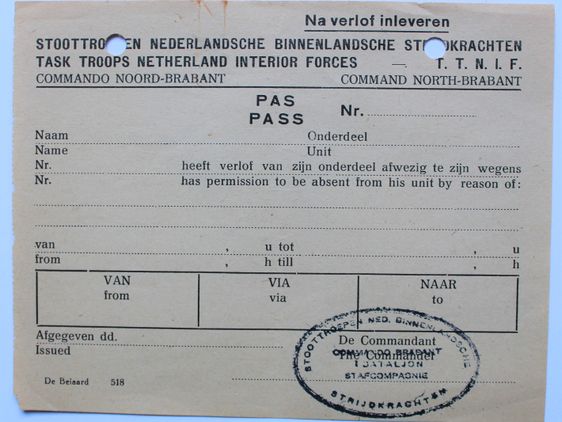 Na verlof inleveren
STOOTTROEPEN NEDERLANDSCHE BINNENLANDSCHE STRIJDKRACHTEN
TASK TROOPS NETHERLAND INTERIOR FORCES — T. T. N. I. F.
COMMANDO NOORD-BRABANT COMMAND NORTH-BRABANT
PAS
PASS
Nr.
Naam Onderdeel
Name Unit
Nr. heeft verlof van zijn onderdeel afwezig te zijn wegens
Nr. has permission to be absent from his unit by reason of:
van , u tot , u
from , h till , h
VAN VIA NAAR
from via to
Afgegeven dd. De Commandant
Issued The Commander
STOOTTROEPEN NED. BINNENLANDSCHE
COMMANDO BRABANT
1 BATALJON
STAFCOMPAGNIE
STRIJDKRACHTEN
De Beiaard 518